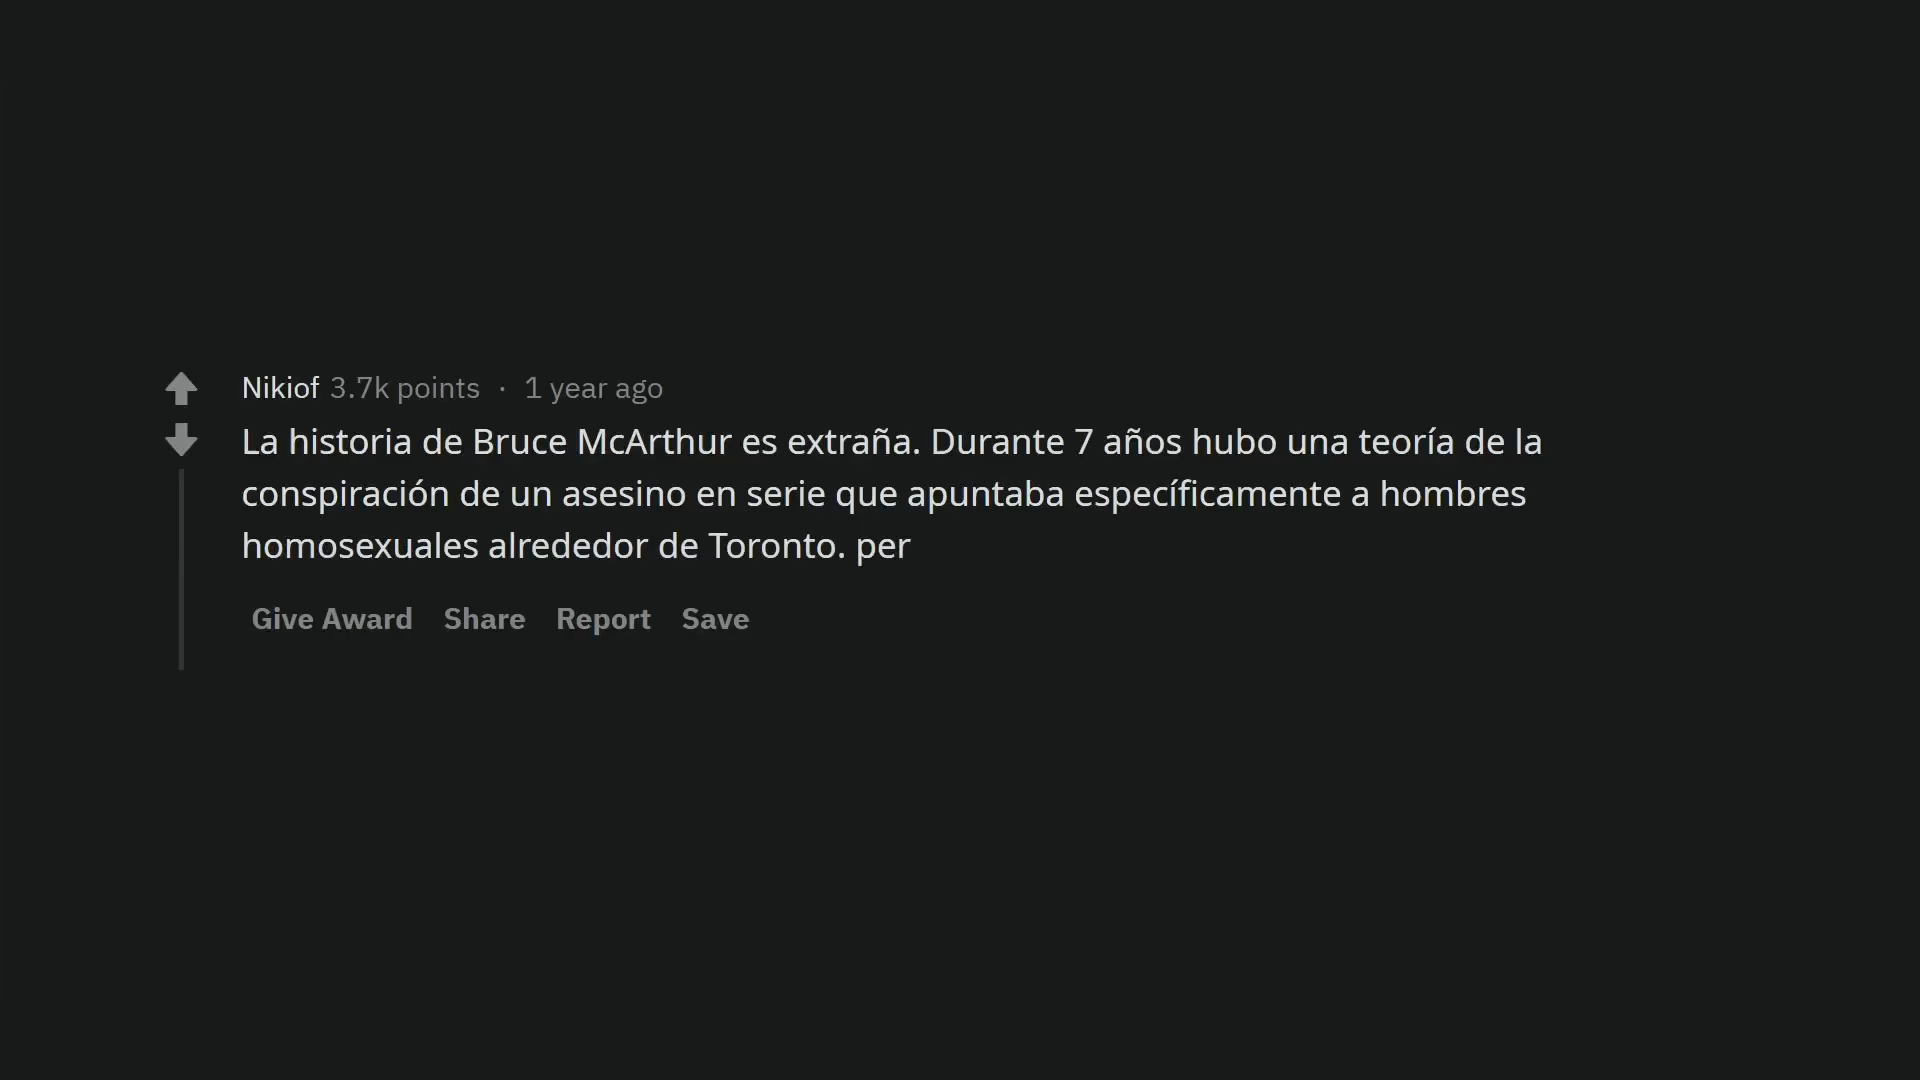 Nikiof 3.7k points · 1 year ago
La historia de Bruce McArthur es extraña. Durante 7 años hubo una teoría de la
conspiración de un asesino en serie que apuntaba específicamente a hombres
homosexuales alrededor de Toronto. per
Give Award Share Report Save